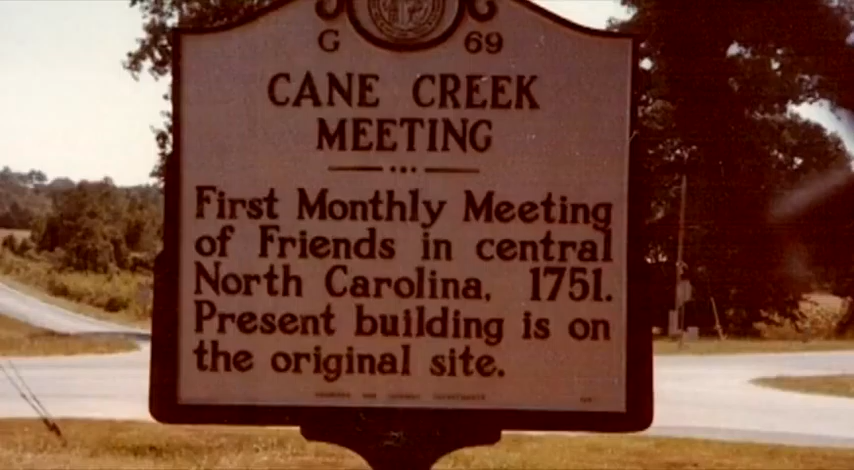 G 69
CANE CREEK
MEETING
First Monthly Meeting
of Friends in central
North Carolina, 1751.
Present building is on
the original site.